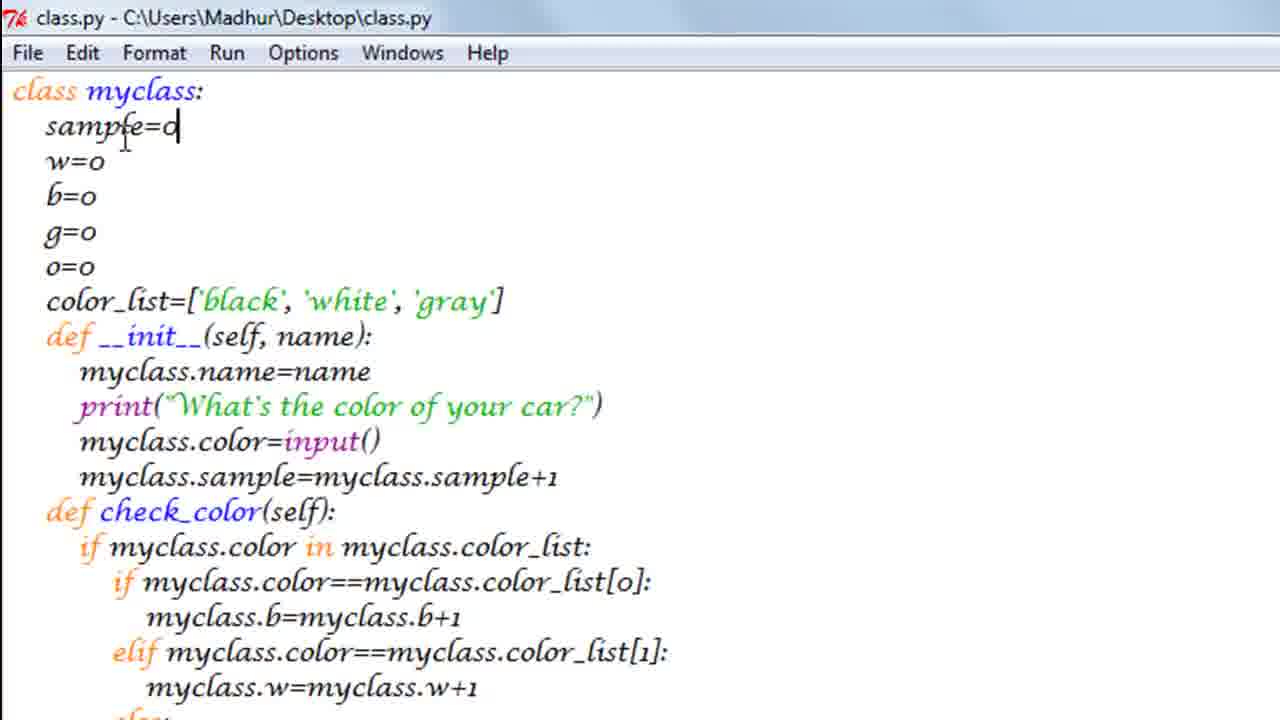 class.py - C:\Users\Madhur\Desktop\class.py
File Edit Format Run Options Windows Help
class myclass:
sample=0
w=0
b=0
g=0
o=0
color_list=['black', 'white', 'gray']
def __init__(self, name):
myclass.name=name
print("What's the color of your car?")
myclass.color=input()
myclass.sample=myclass.sample+1
def check_color(self):
if myclass.color in myclass.color_list:
if myclass.color==myclass.color_list[0]:
myclass.b=myclass.b+1
elif myclass.color==myclass.color_list[1]:
myclass.w=myclass.w+1
else: